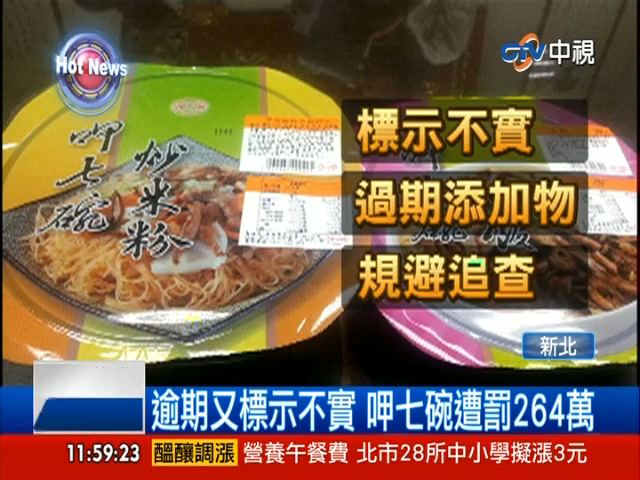 Hot News
CTV中視
標示不實
過期添加物
規避追查
呷七碗
炒米粉
新北
逾期又標示不實 呷七碗遭罰264萬
11:59:23 醞釀調漲 營養午餐費 北市28所中小學擬漲3元